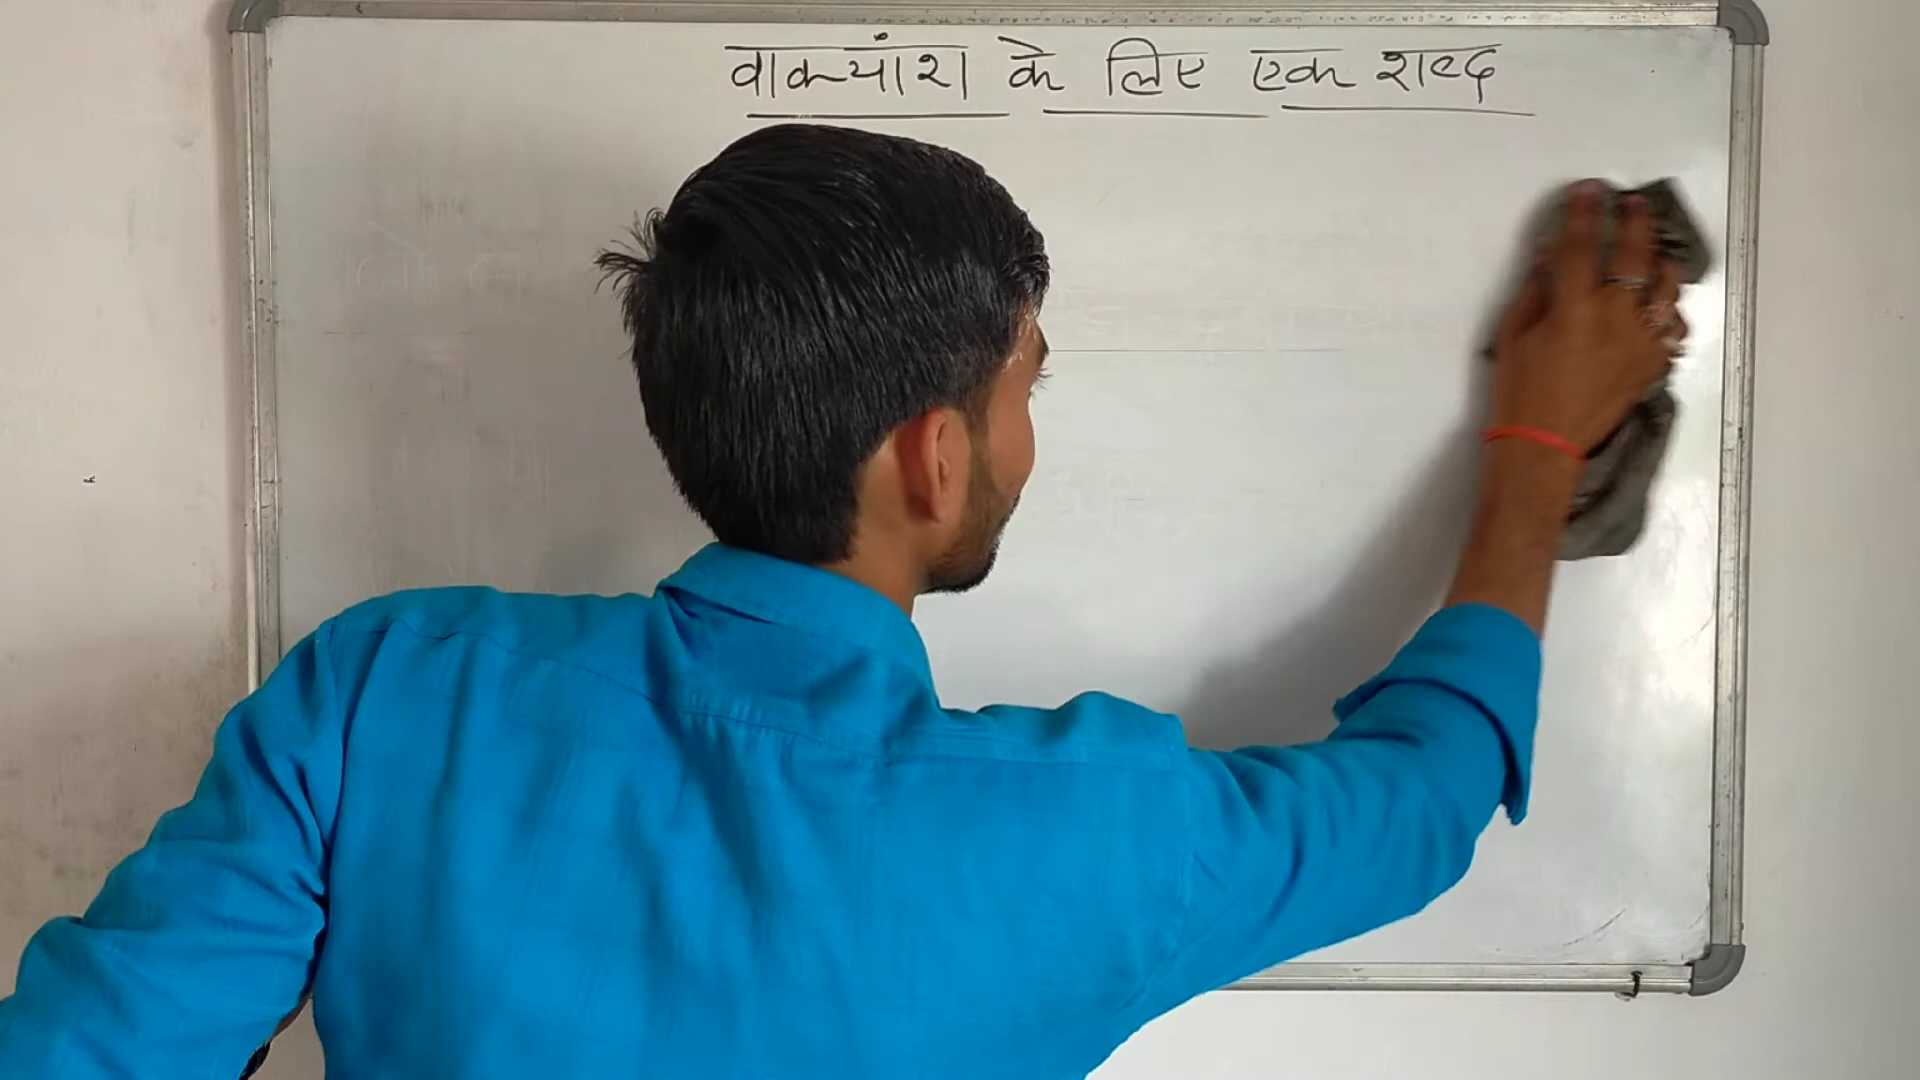 वाक्यांश के लिए एक शब्द